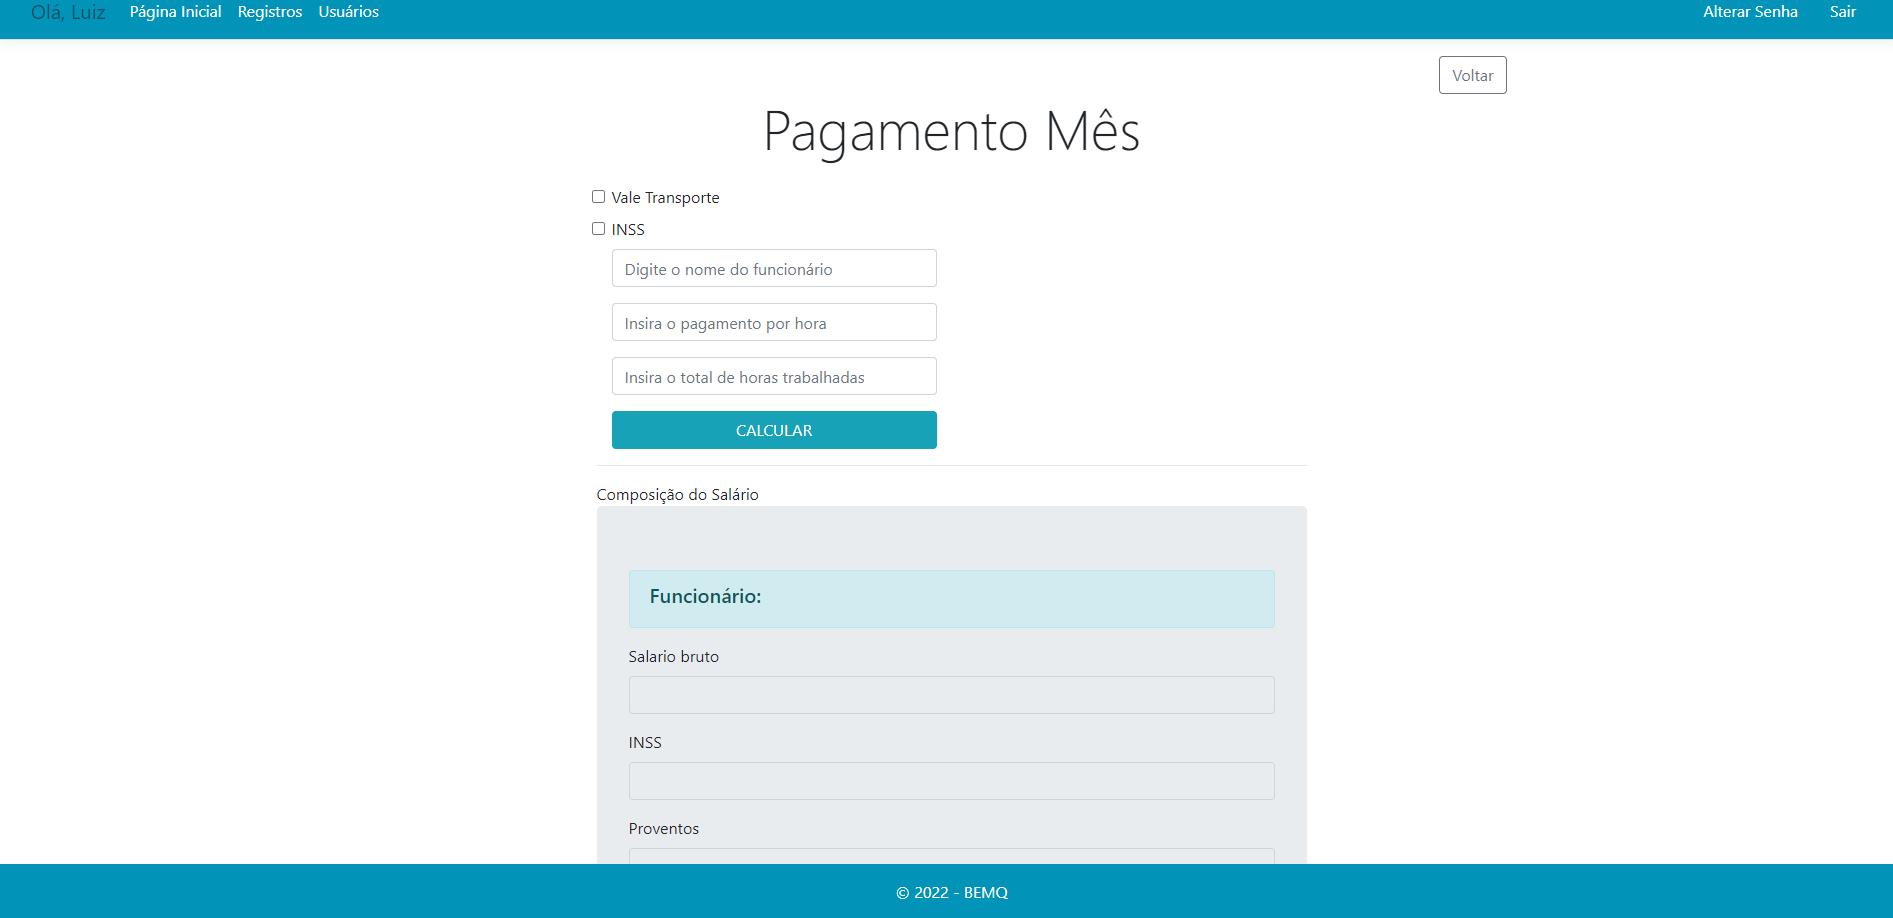 Olá, Luiz Página Inicial Registros Usuários Alterar Senha Sair
Voltar
Pagamento Mês
Vale Transporte
INSS
Digite o nome do funcionário
Insira o pagamento por hora
Insira o total de horas trabalhadas
CALCULAR
Composição do Salário
Funcionário:
Salario bruto
INSS
Proventos
© 2022 - BEMQ